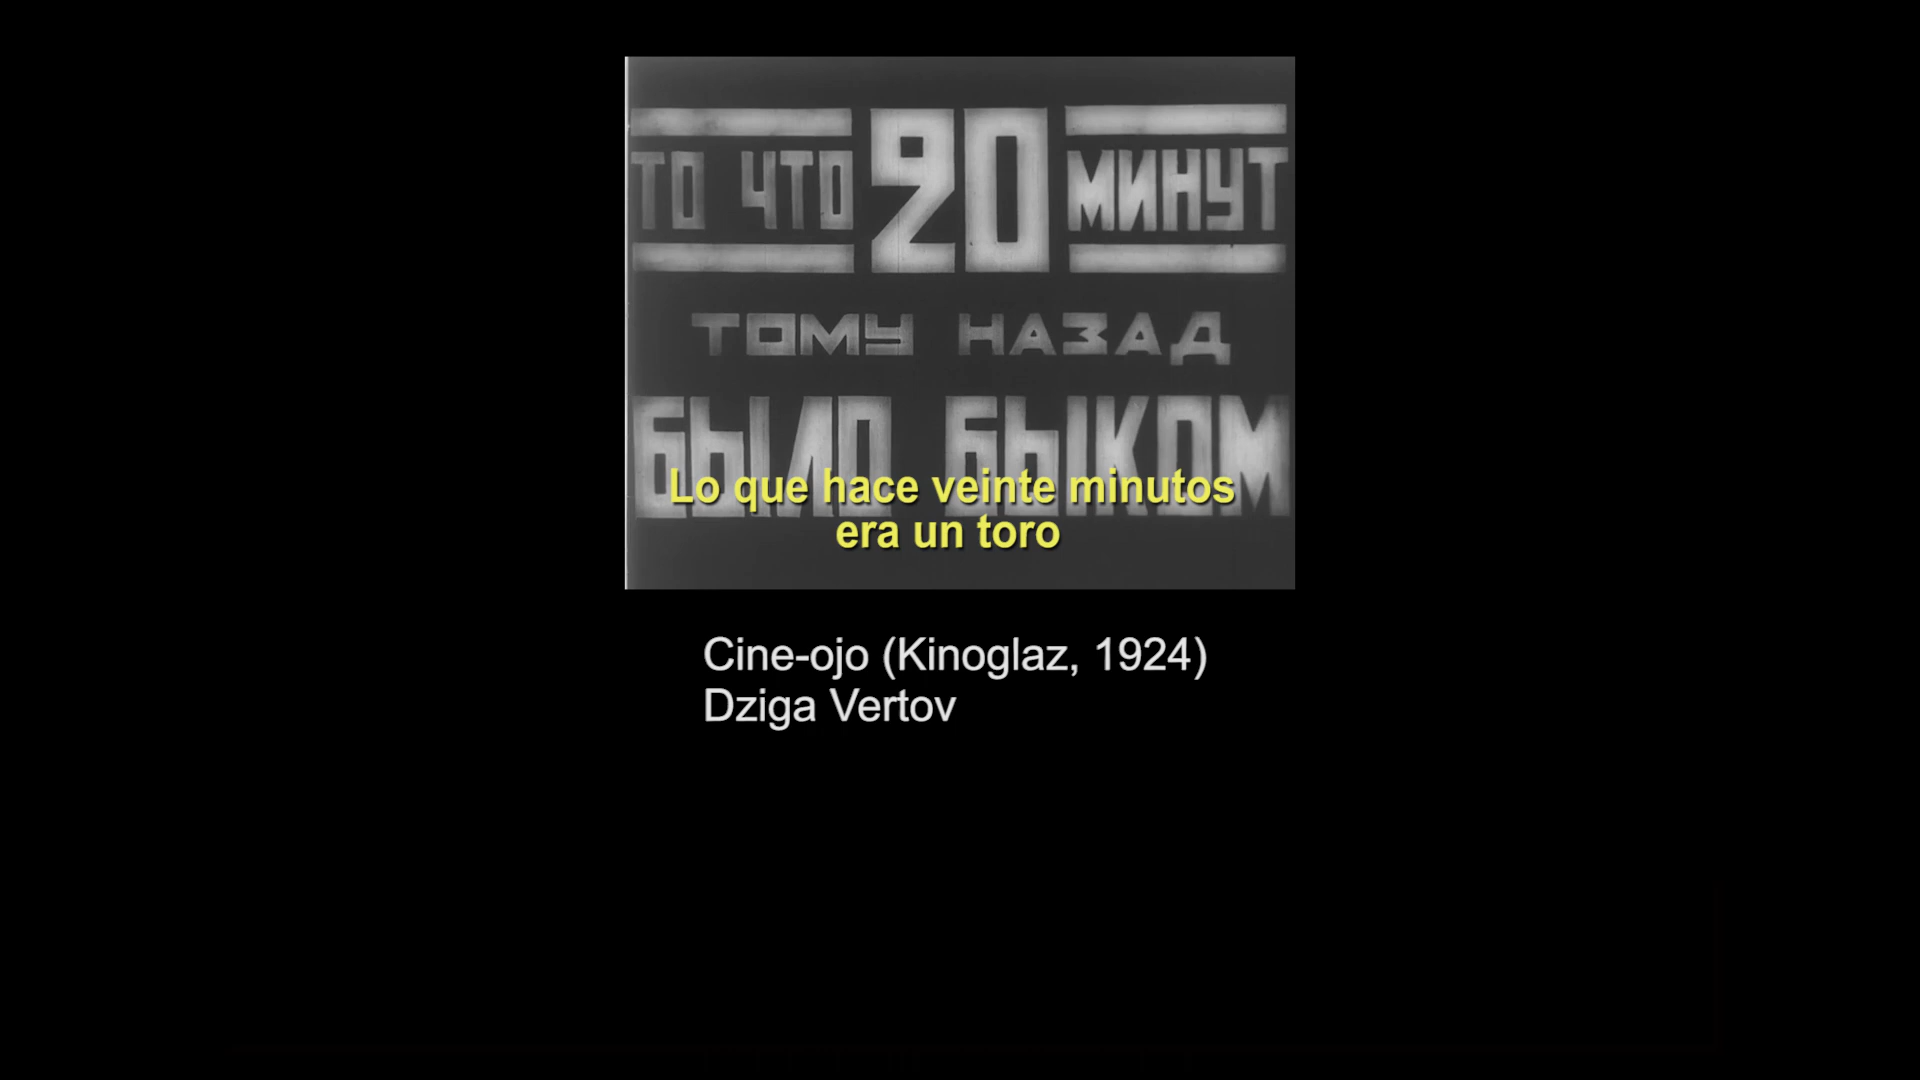 ТО ЧТО 20 МИНУТ
ТОМУ НАЗАД
БЫЛО БЫКОМ
Lo que hace veinte minutos
era un toro
Cine-ojo (Kinoglaz, 1924)
Dziga Vertov